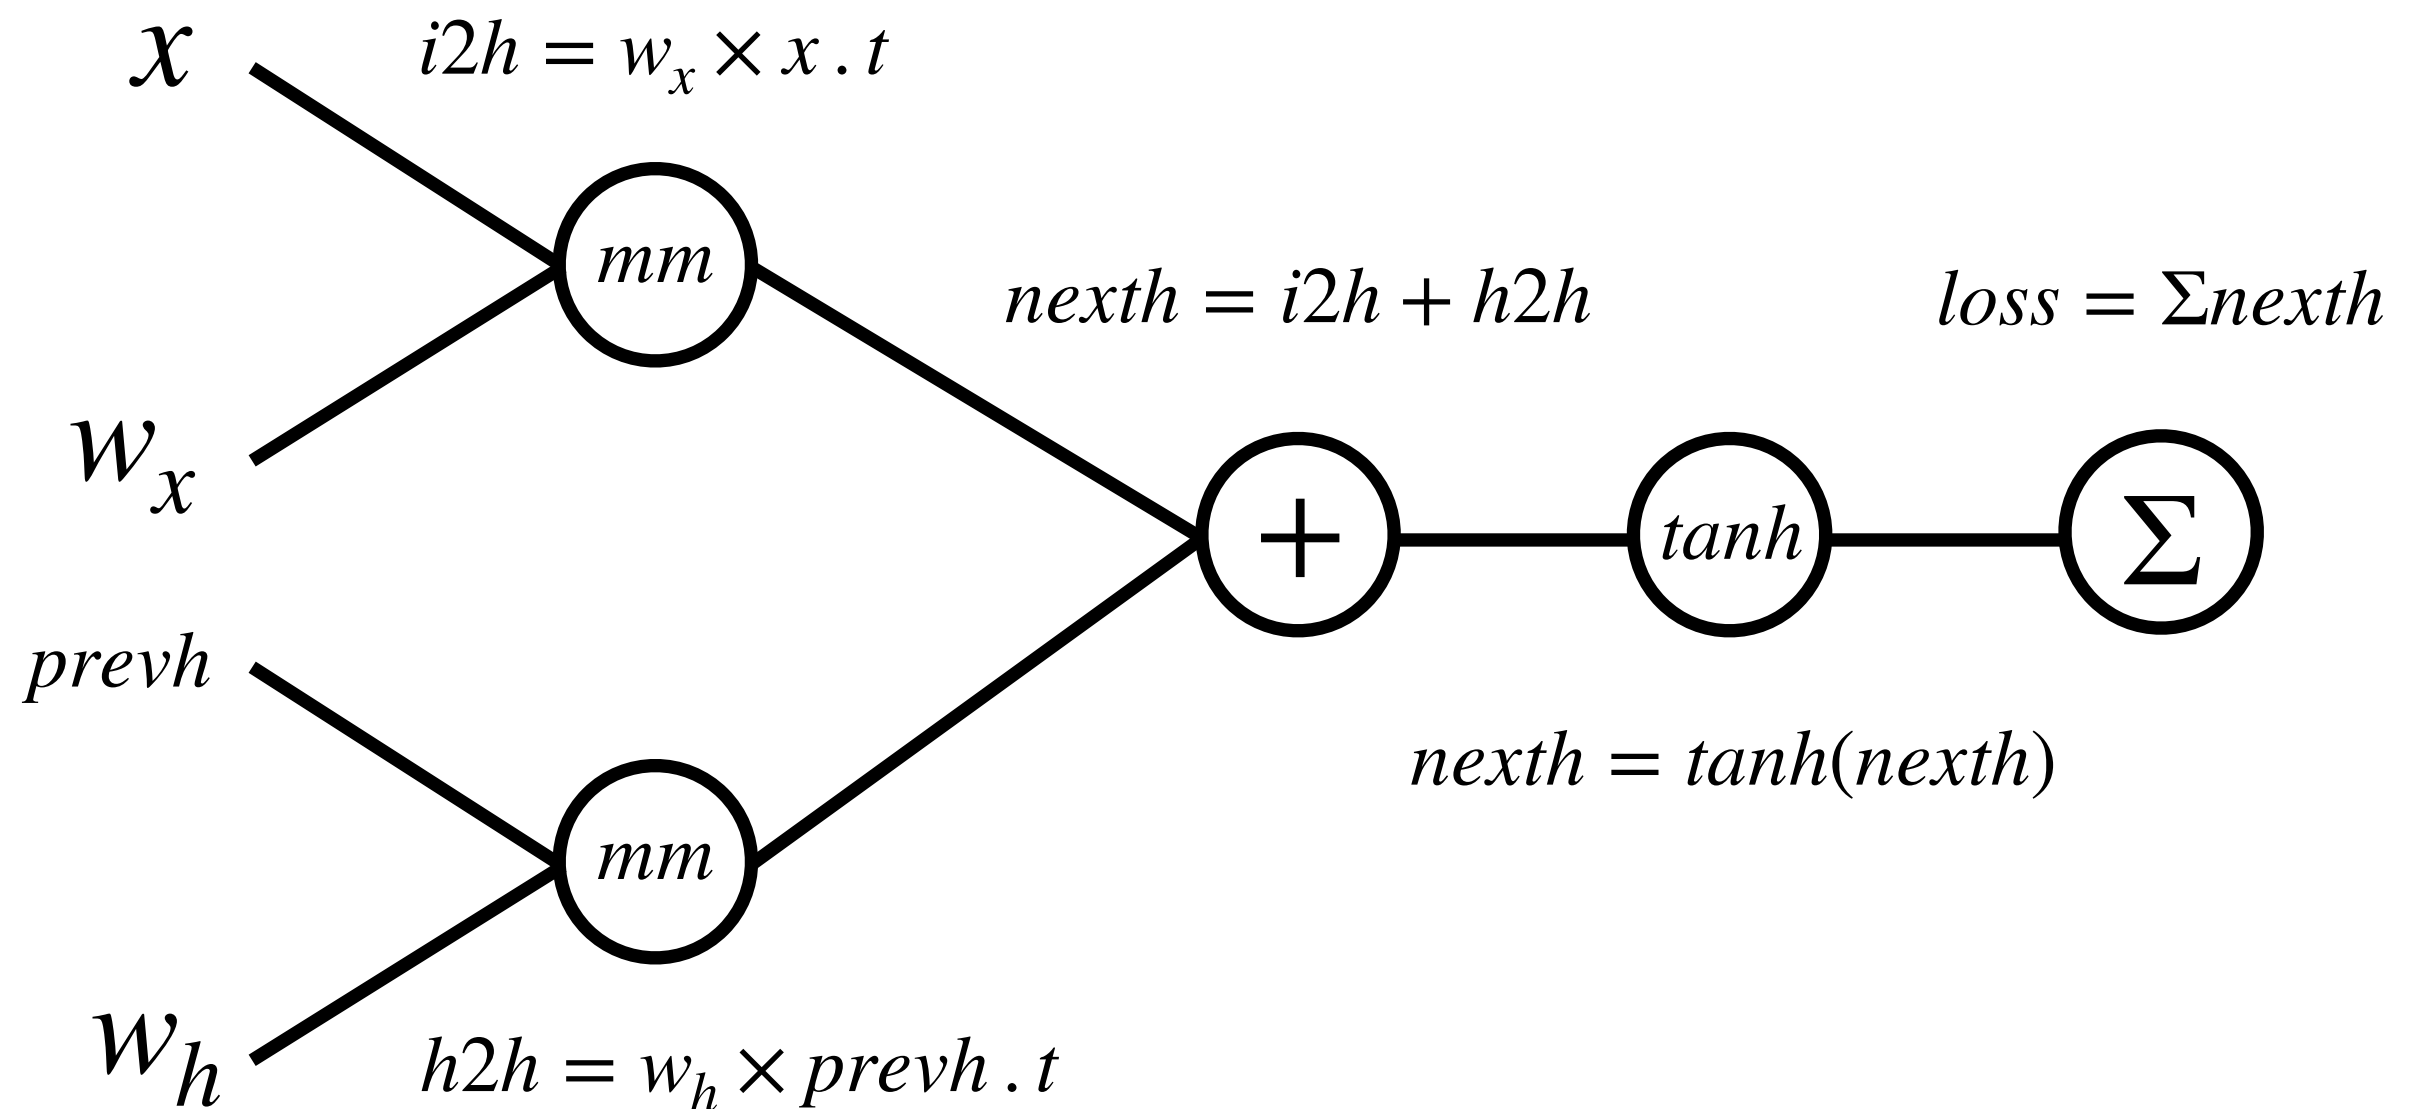 x
i2h = w_x × x . t
mm
nexth = i2h + h2h
loss = Σnexth
w_x
+
tanh
Σ
prevh
nexth = tanh(nexth)
mm
w_h
h2h = w_h × prevh . t